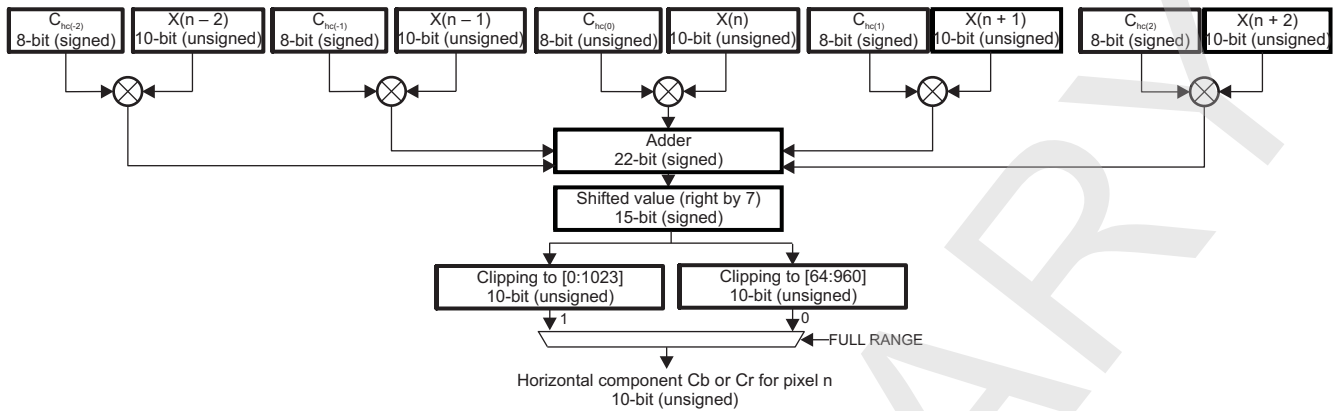 C_hc(-2)
8-bit (signed)
X(n – 2)
10-bit (unsigned)
C_hc(-1)
8-bit (signed)
X(n – 1)
10-bit (unsigned)
C_hc(0)
8-bit (unsigned)
X(n)
10-bit (unsigned)
C_hc(1)
8-bit (signed)
X(n + 1)
10-bit (unsigned)
C_hc(2)
8-bit (signed)
X(n + 2)
10-bit (unsigned)
Adder
22-bit (signed)
Shifted value (right by 7)
15-bit (signed)
Clipping to [0:1023]
10-bit (unsigned)
Clipping to [64:960]
10-bit (unsigned)
1
0
FULL RANGE
Horizontal component Cb or Cr for pixel n
10-bit (unsigned)
ARY